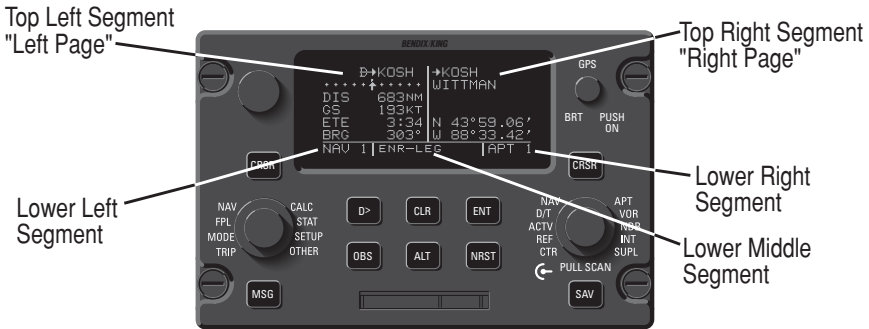 Top Left Segment
"Left Page"
Top Right Segment
"Right Page"
BENDIX/KING
GPS
BRT PUSH ON
D→KOSH
DIS 683NM
GS 193KT
ETE 3:34
BRG 303°
→KOSH
WITTMAN
N 43°59.06'
W 88°33.42'
NAV 1 ENR-LEG APT 1
CRSR
CRSR
Lower Left
Segment
Lower Right
Segment
Lower Middle
Segment
NAV
FPL
MODE
TRIP
CALC
STAT
SETUP
OTHER
D> CLR ENT
OBS ALT NRST
NAV
D/T
ACTV
REF
CTR
APT
VOR
NDB
INT
SUPL
PULL SCAN
MSG
SAV